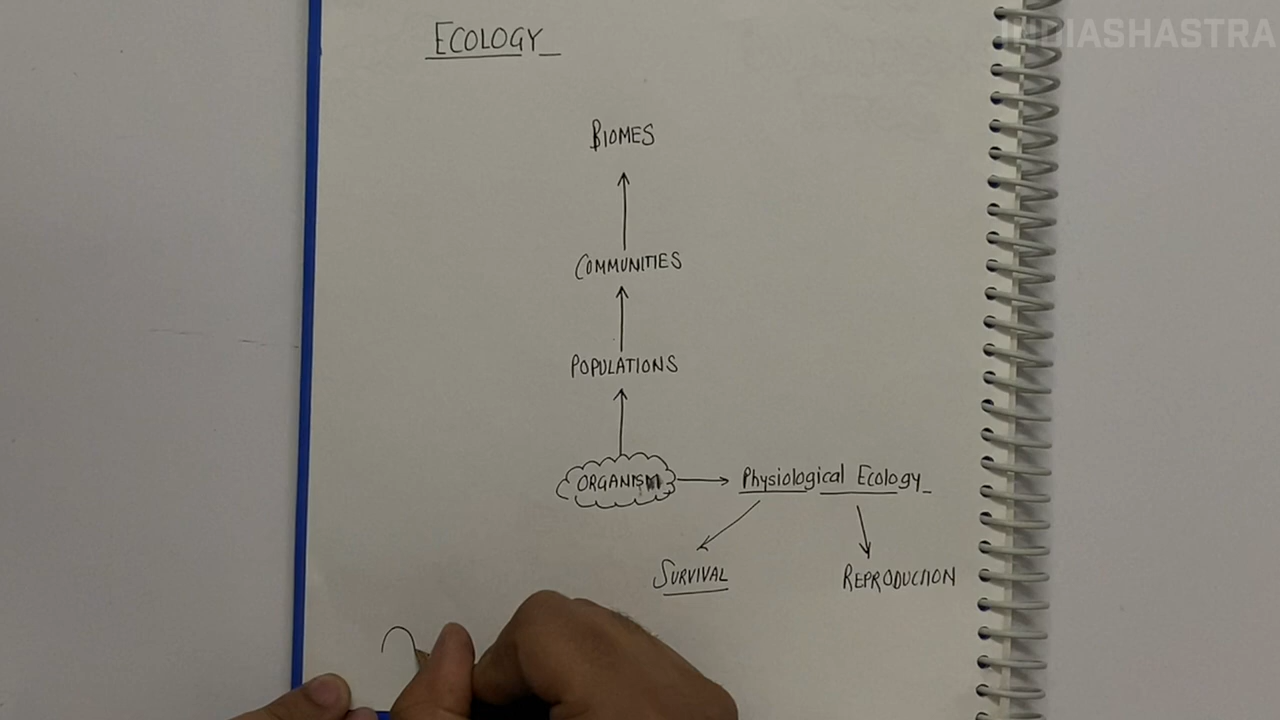 INDIASHASTRA
ECOLOGY
BIOMES
COMMUNITIES
POPULATIONS
ORGANISM
Physiological Ecology
SURVIVAL
REPRODUCTION